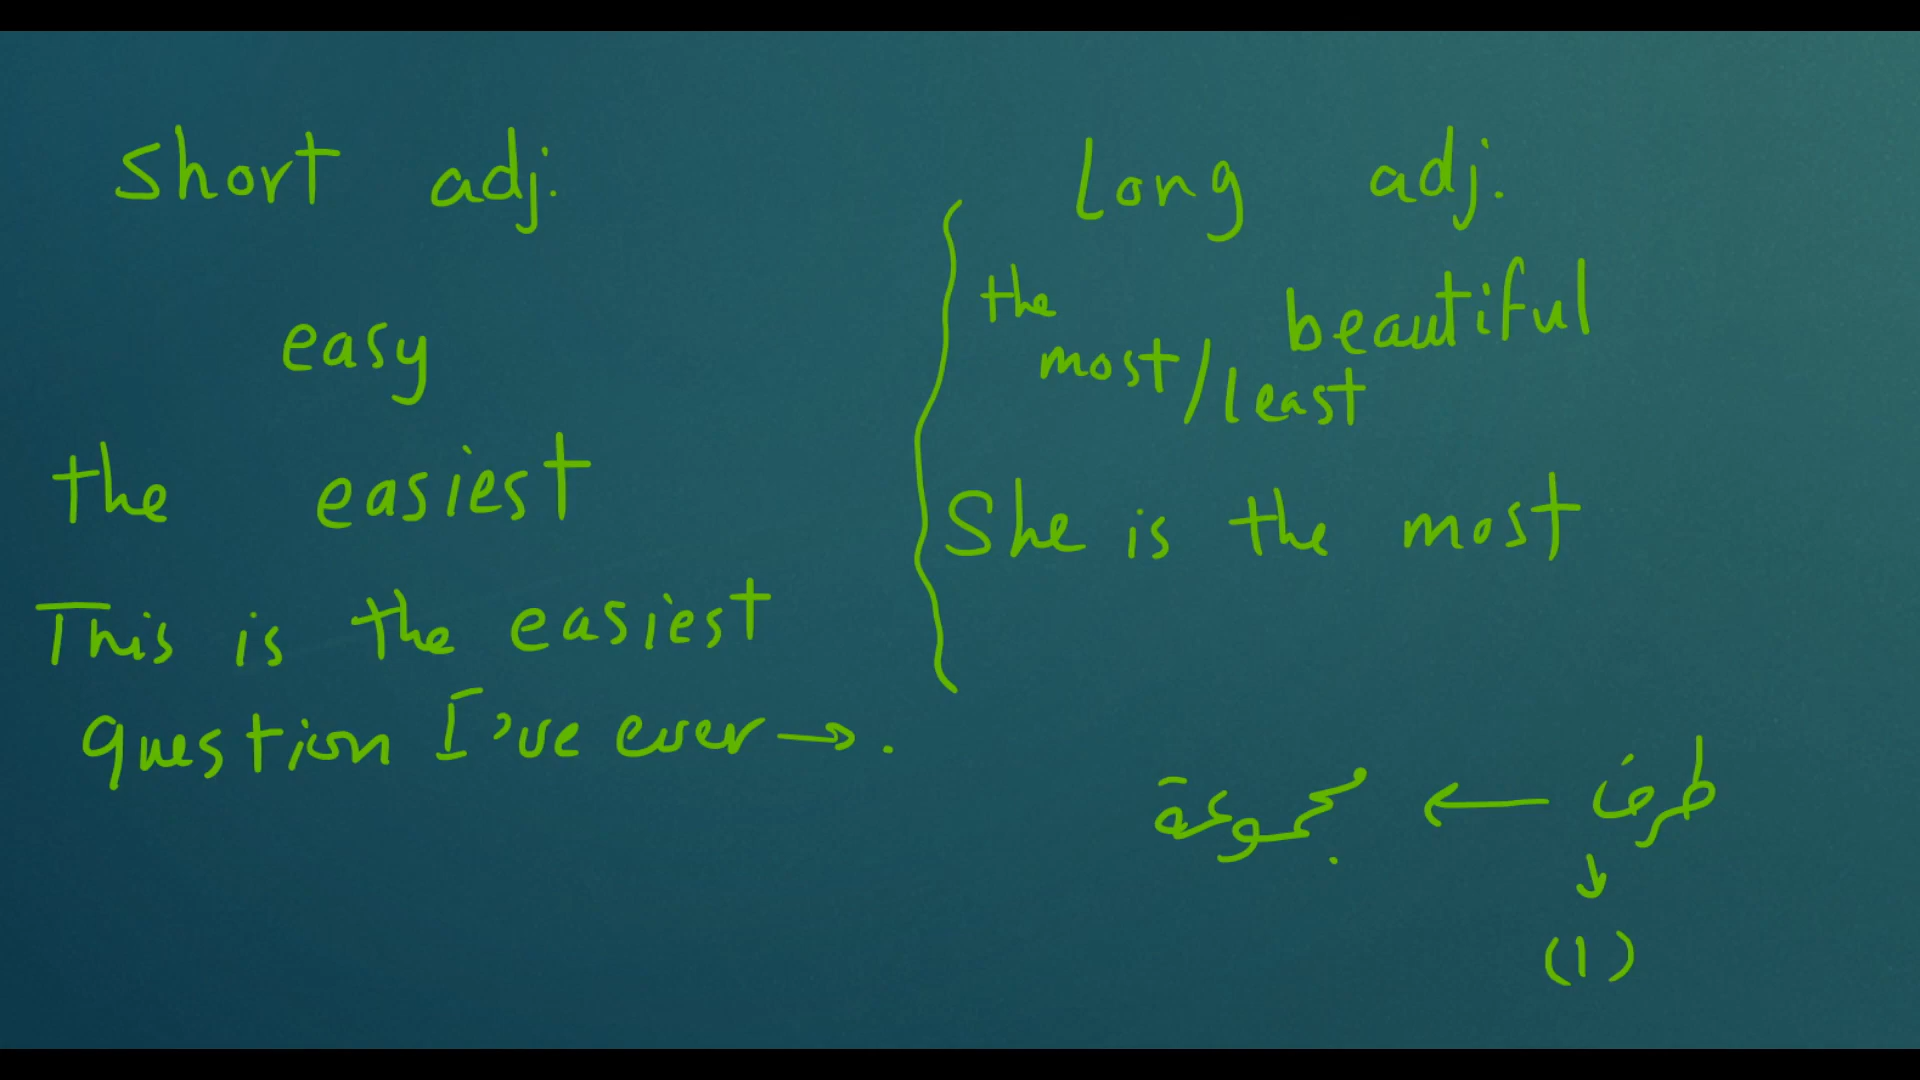 short adj.
easy
the easiest
This is the easiest
question I've ever → .
Long adj.
the beautiful
most/least
She is the most
طرف ← مجموعة
↓
(1)